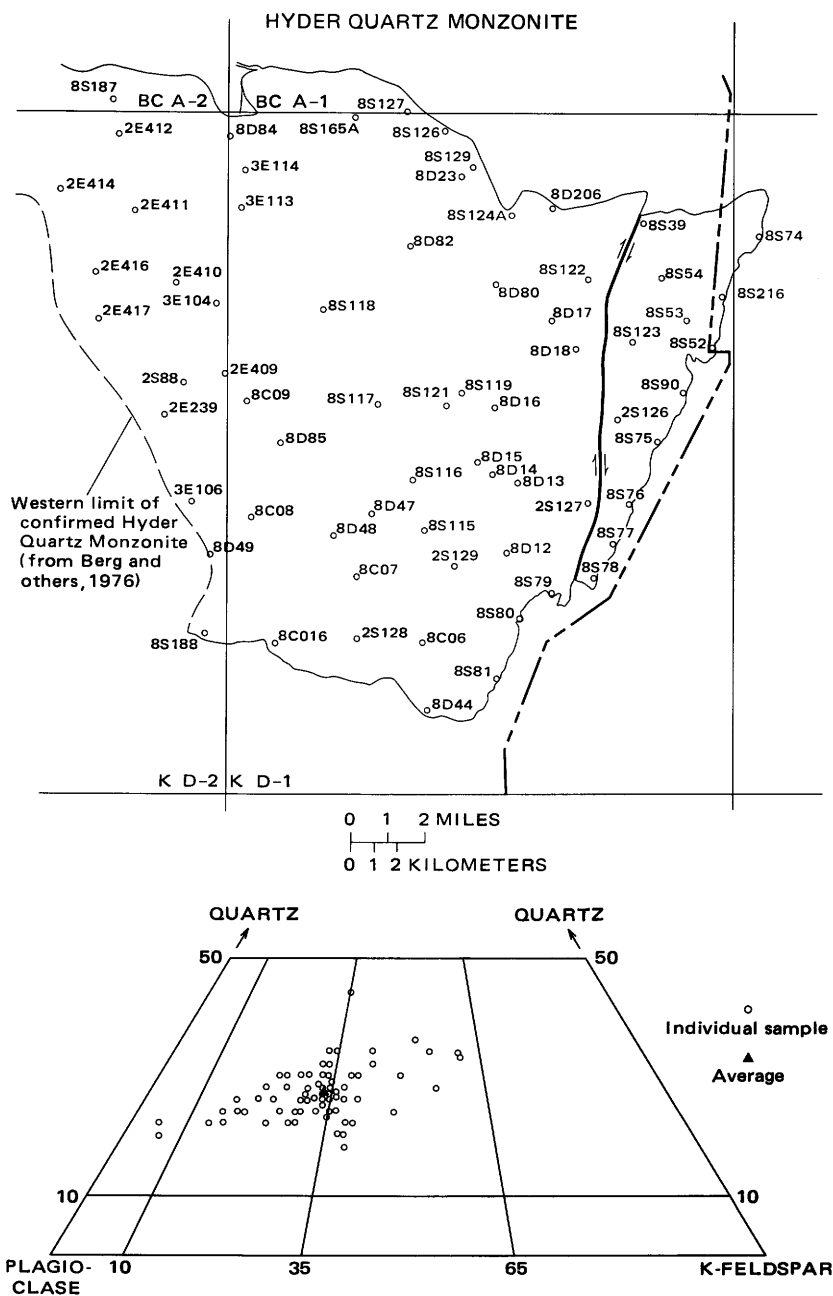 HYDER QUARTZ MONZONITE
8S187
BC A-2
BC A-1
8S127
2E412
8D84
8S165A
8S126
3E114
8S129
8D23
2E414
2E411
3E113
8S124A
8D206
8S39
8S74
8D82
2E416
2E410
8S122
8S54
8D80
3E104
8S216
2E417
8S118
8D17
8S53
8S123
8D18
8S52
2S88
2E409
8C09
8S117
8S121
8S119
8D16
8S90
2E239
2S126
8D85
8S75
8D15
8S116
8D14
8D13
3E106
8S76
Western limit of
confirmed Hyder
Quartz Monzonite
(from Berg and
others, 1976)
8C08
8D47
2S127
8D48
8S115
8S77
8D49
2S129
8D12
8C07
8S79
8S78
8S80
8S188
8C016
2S128
8C06
8S81
8D44
K D-2
K D-1
0 1 2 MILES
0 1 2 KILOMETERS
QUARTZ
QUARTZ
50
50
Individual sample
Average
10
10
PLAGIO-
CLASE
10
35
65
K-FELDSPAR